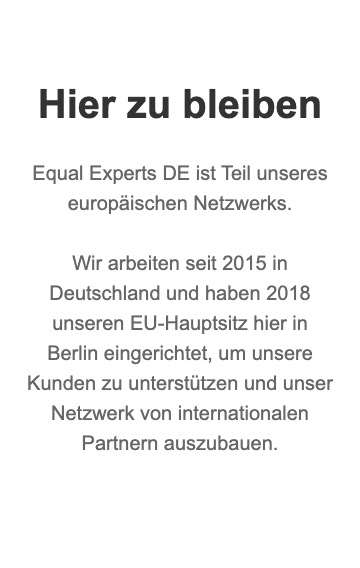 Hier zu bleiben
Equal Experts DE ist Teil unseres
europäischen Netzwerks.
Wir arbeiten seit 2015 in
Deutschland und haben 2018
unseren EU-Hauptsitz hier in
Berlin eingerichtet, um unsere
Kunden zu unterstützen und unser
Netzwerk von internationalen
Partnern auszubauen.